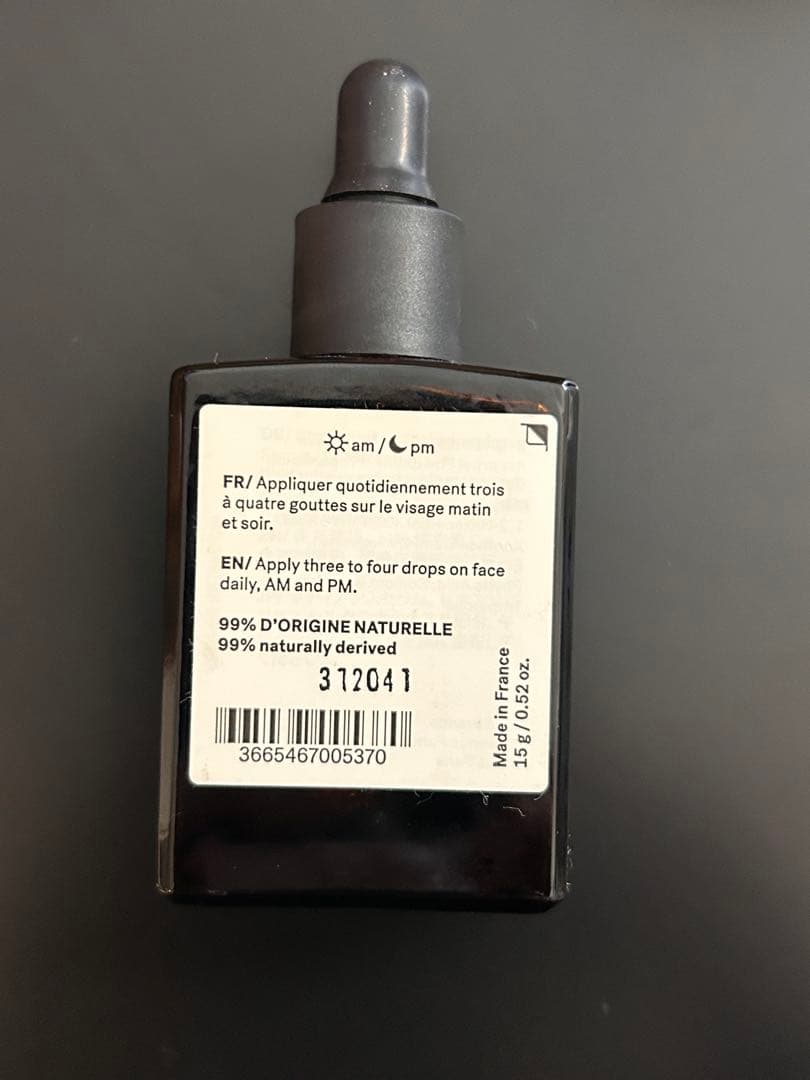 am / pm
FR/ Appliquer quotidiennement trois
à quatre gouttes sur le visage matin
et soir.
EN/ Apply three to four drops on face
daily, AM and PM.
99% D'ORIGINE NATURELLE
99% naturally derived
312041
3665467005370
Made in France
15 g / 0.52 oz.